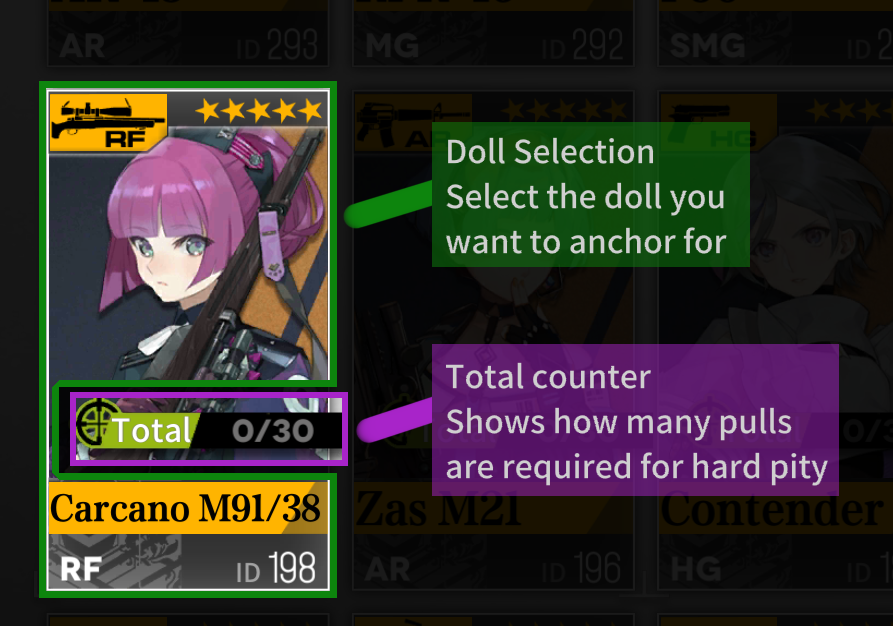 AR
ID 293
MG
ID 292
SMG
RF
AR
HG
Doll Selection
Select the doll you
want to anchor for
Total counter
Shows how many pulls
are required for hard pity
Total
0/30
Carcano M91/38
RF
ID 198
Zas M21
AR
ID 196
Contender
HG